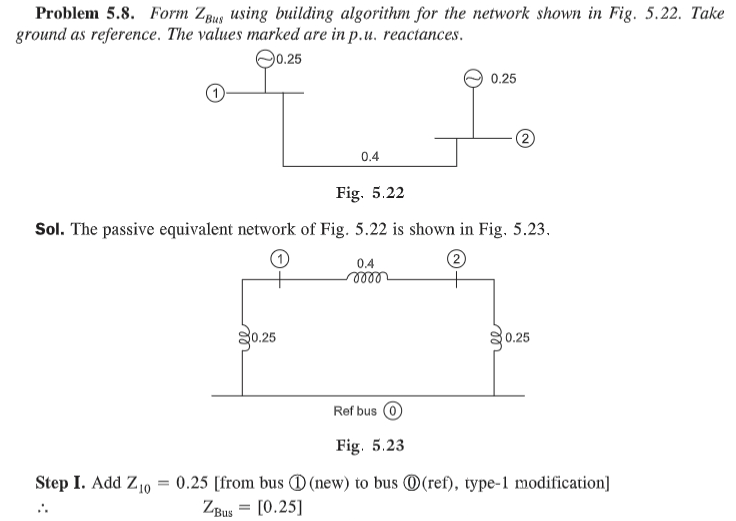 Problem 5.8. Form Z_Bus using building algorithm for the network shown in Fig. 5.22. Take
ground as reference. The values marked are in p.u. reactances.
0.25
0.25
①
②
0.4
Fig. 5.22
Sol. The passive equivalent network of Fig. 5.22 is shown in Fig. 5.23.
① 0.4 ②
0.25 0.25
Ref bus ⓪
Fig. 5.23
Step I. Add Z_10 = 0.25 [from bus ① (new) to bus ⓪ (ref), type-1 modification]
∴ Z_Bus = [0.25]